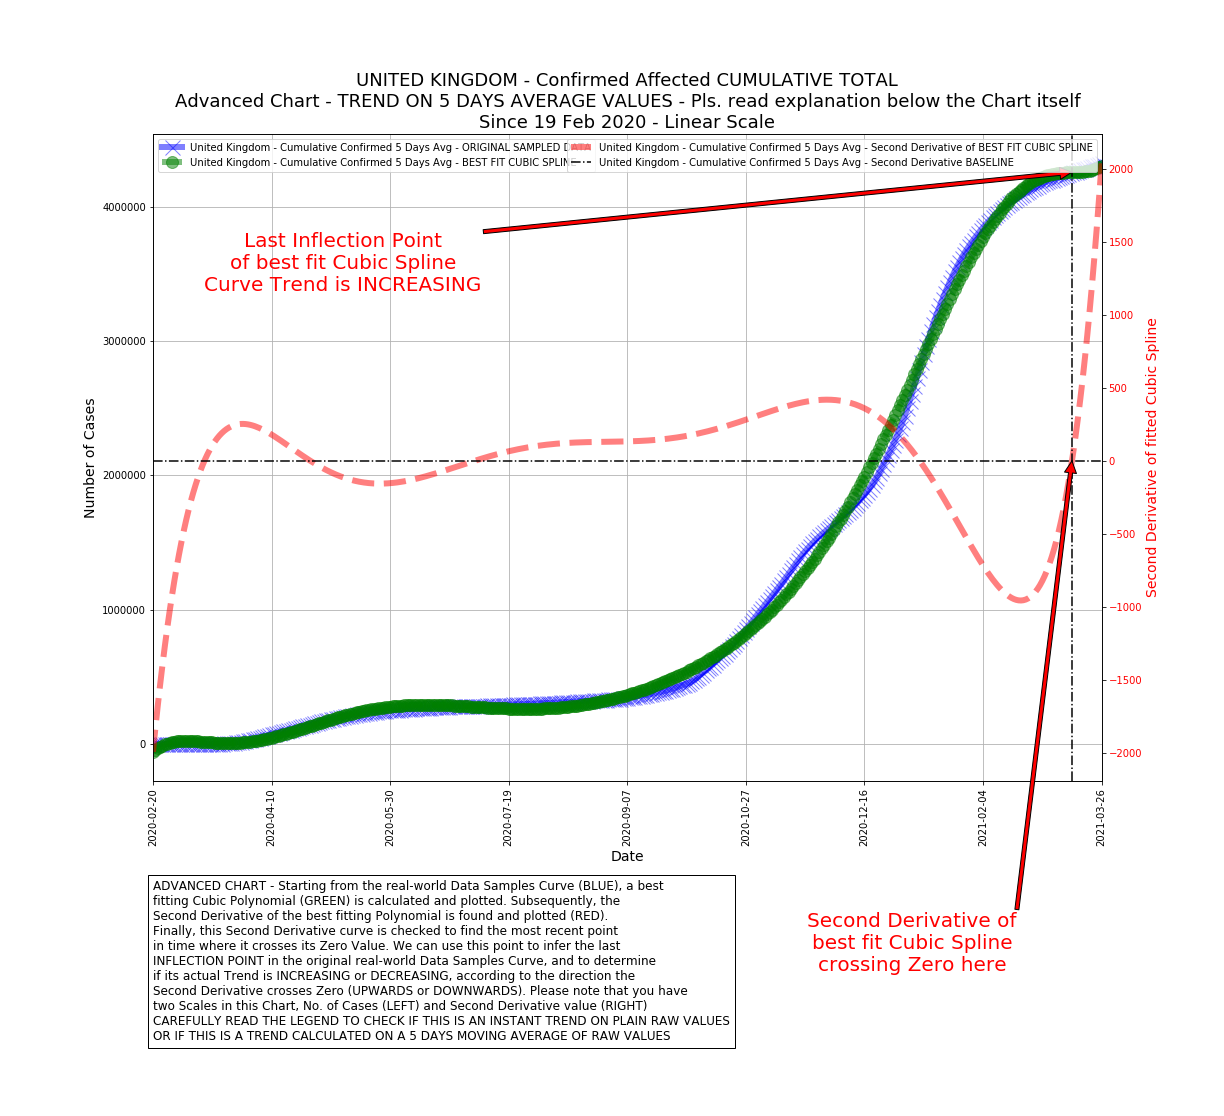 UNITED KINGDOM - Confirmed Affected CUMULATIVE TOTAL
Advanced Chart - TREND ON 5 DAYS AVERAGE VALUES - Pls. read explanation below the Chart itself
Since 19 Feb 2020 - Linear Scale
United Kingdom - Cumulative Confirmed 5 Days Avg - ORIGINAL SAMPLED DATA
United Kingdom - Cumulative Confirmed 5 Days Avg - BEST FIT CUBIC SPLINE
United Kingdom - Cumulative Confirmed 5 Days Avg - Second Derivative of BEST FIT CUBIC SPLINE
United Kingdom - Cumulative Confirmed 5 Days Avg - Second Derivative BASELINE
Last Inflection Point
of best fit Cubic Spline
Curve Trend is INCREASING
Number of Cases
4000000
3000000
2000000
1000000
0
2000
1500
1000
500
0
−500
−1000
−1500
−2000
Second Derivative of fitted Cubic Spline
2020-02-20
2020-04-10
2020-05-30
2020-07-19
2020-09-07
2020-10-27
2020-12-16
2021-02-04
2021-03-26
Date
Second Derivative of
best fit Cubic Spline
crossing Zero here
ADVANCED CHART - Starting from the real-world Data Samples Curve (BLUE), a best
fitting Cubic Polynomial (GREEN) is calculated and plotted. Subsequently, the
Second Derivative of the best fitting Polynomial is found and plotted (RED).
Finally, this Second Derivative curve is checked to find the most recent point
in time where it crosses its Zero Value. We can use this point to infer the last
INFLECTION POINT in the original real-world Data Samples Curve, and to determine
if its actual Trend is INCREASING or DECREASING, according to the direction the
Second Derivative crosses Zero (UPWARDS or DOWNWARDS). Please note that you have
two Scales in this Chart, No. of Cases (LEFT) and Second Derivative value (RIGHT)
CAREFULLY READ THE LEGEND TO CHECK IF THIS IS AN INSTANT TREND ON PLAIN RAW VALUES
OR IF THIS IS A TREND CALCULATED ON A 5 DAYS MOVING AVERAGE OF RAW VALUES